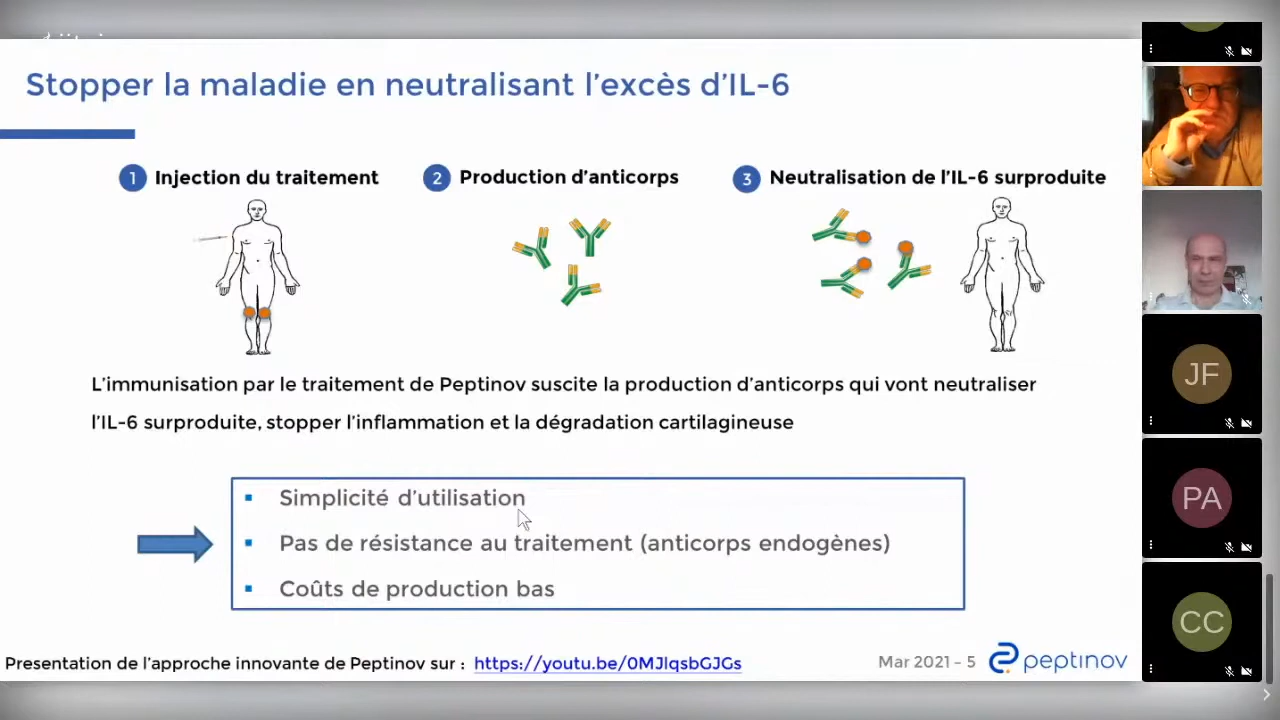 Stopper la maladie en neutralisant l'excès d'IL-6
1 Injection du traitement
2 Production d'anticorps
3 Neutralisation de l'IL-6 surproduite
L'immunisation par le traitement de Peptinov suscite la production d'anticorps qui vont neutraliser
l'IL-6 surproduite, stopper l'inflammation et la dégradation cartilagineuse
Simplicité d'utilisation
Pas de résistance au traitement (anticorps endogènes)
Coûts de production bas
Presentation de l'approche innovante de Peptinov sur : https://youtu.be/0MJlqsbGJGs
Mar 2021 - 5
peptinov
JF
PA
CC